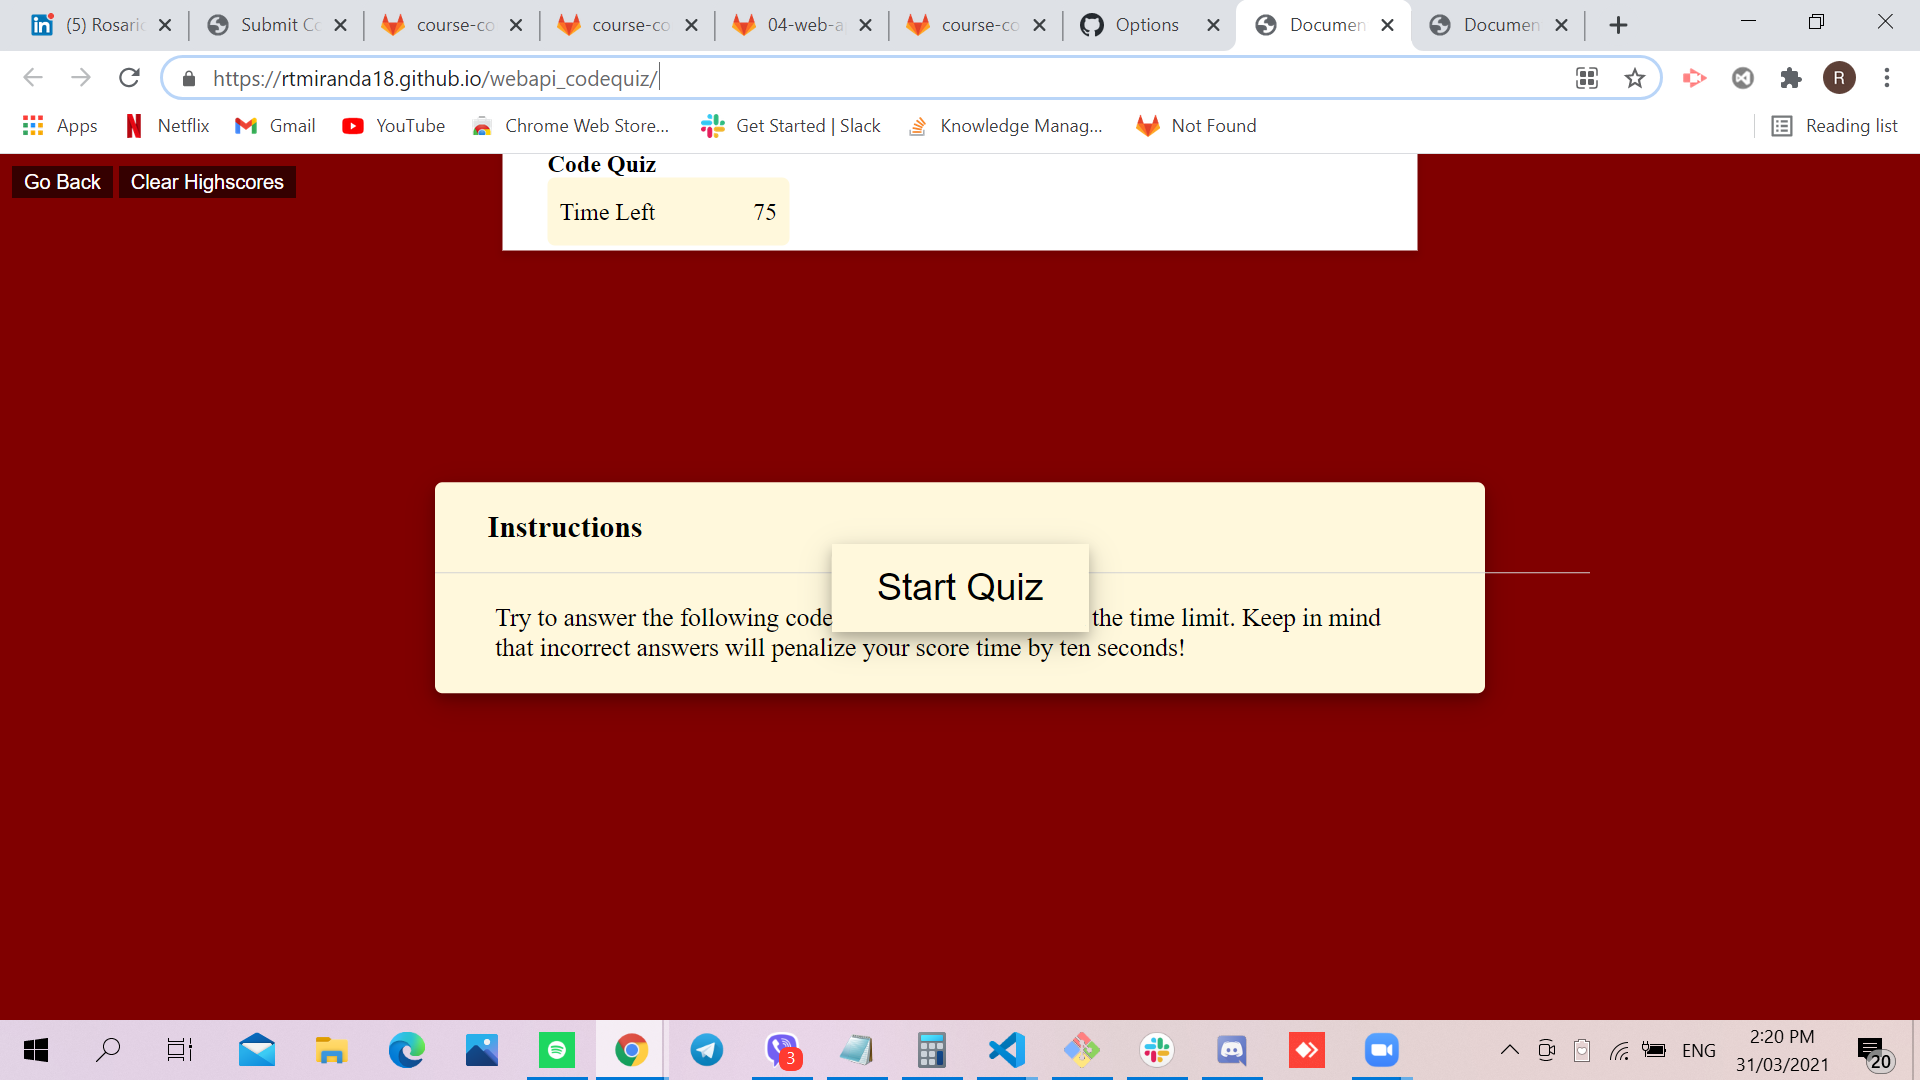 (5) Rosari
Submit Co
course-co
course-co
04-web-a
course-co
Options
Documen
Documen
https://rtmiranda18.github.io/webapi_codequiz/
R
Apps
Netflix
Gmail
YouTube
Chrome Web Store...
Get Started | Slack
Knowledge Manag...
Not Found
Reading list
Go Back
Clear Highscores
Code Quiz
Time Left 75
Instructions
Start Quiz
Try to answer the following code the time limit. Keep in mind
that incorrect answers will penalize your score time by ten seconds!
3
ENG
2:20 PM
31/03/2021
20